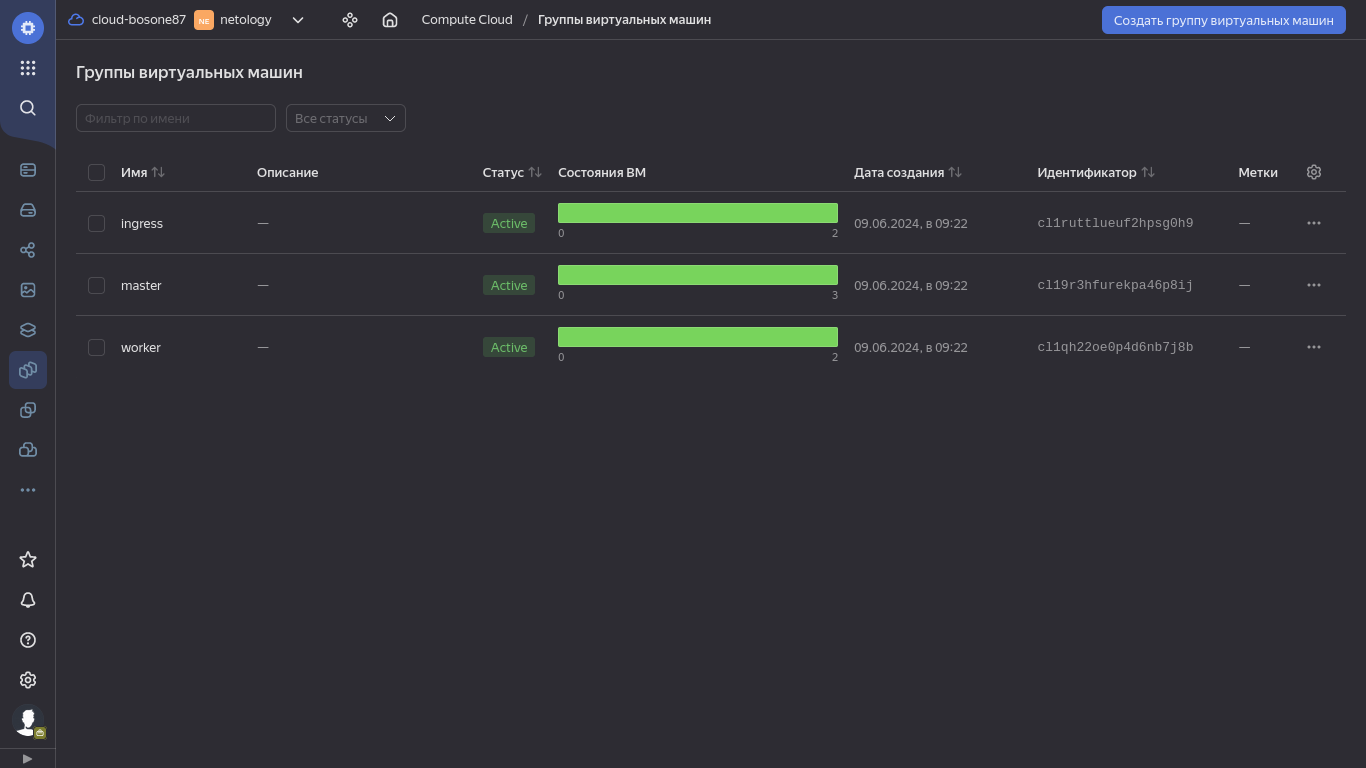 cloud-bosone87 NE netology Compute Cloud / Группы виртуальных машин Создать группу виртуальных машин
Группы виртуальных машин
Фильтр по имени Все статусы
Имя Описание Статус Состояния ВМ Дата создания Идентификатор Метки
ingress — Active 09.06.2024, в 09:22 cl1ruttlueuf2hpsg0h9 —
0 2
master — Active 09.06.2024, в 09:22 cl19r3hfurekpa46p8ij —
0 3
worker — Active 09.06.2024, в 09:22 cl1qh22oe0p4d6nb7j8b —
0 2